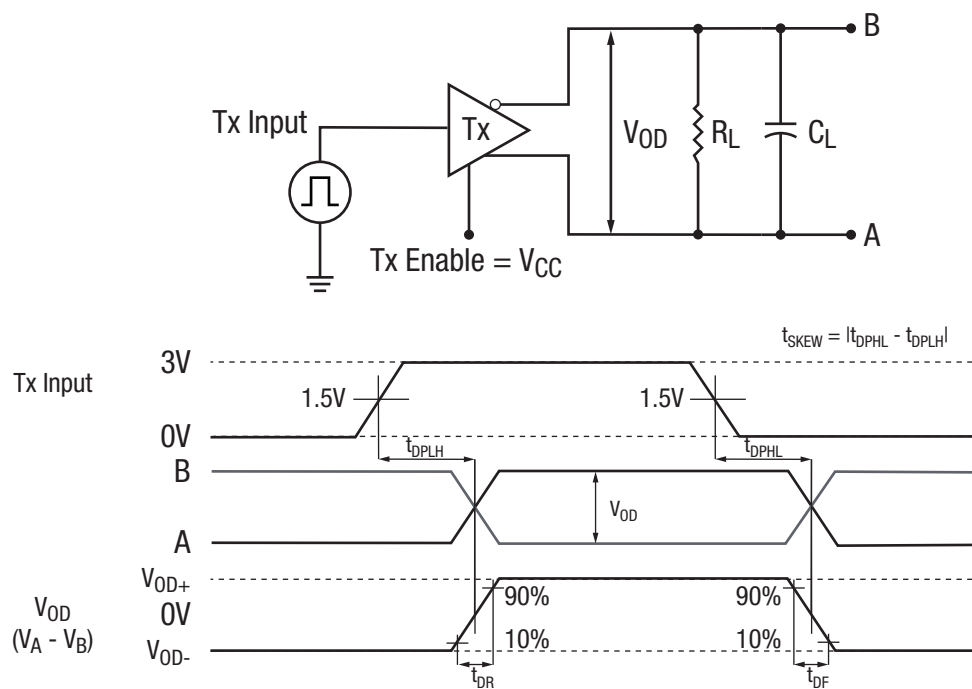 B
Tx Input
Tx
VOD
RL
CL
A
Tx Enable = VCC
tSKEW = |tDPHL - tDPLH|
3V
Tx Input
1.5V
1.5V
0V
tDPLH
tDPHL
B
VOD
A
VOD+
90%
90%
VOD
0V
(VA - VB)
10%
10%
VOD-
tDR
tDF